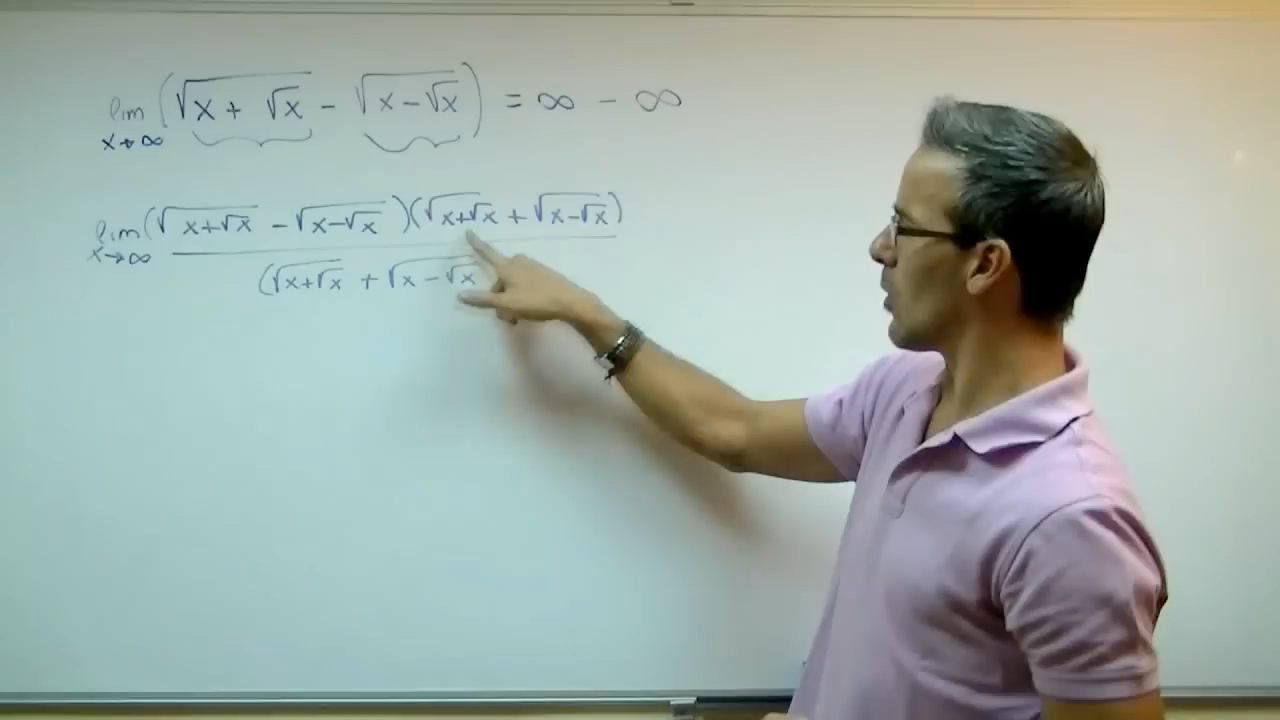 lim (√(x + √x) − √(x − √x)) = ∞ − ∞
x→∞
lim (√(x+√x) − √(x−√x))(√(x+√x) + √(x−√x))
x→∞
(√(x+√x) + √(x − √x)